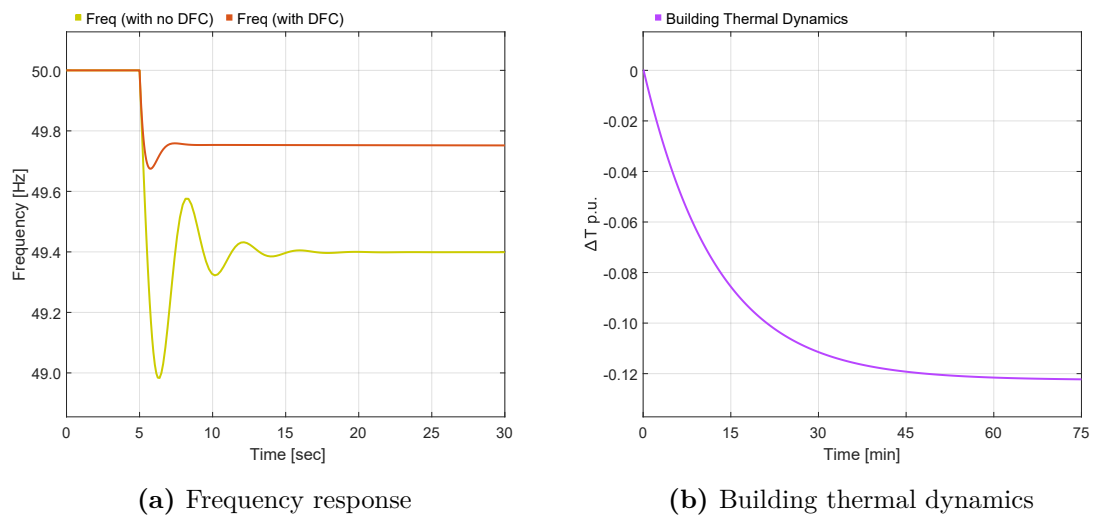 Freq (with no DFC) Freq (with DFC)
50.0
49.8
49.6
49.4
49.2
49.0
Frequency [Hz]
0 5 10 15 20 25 30
Time [sec]
(a) Frequency response
Building Thermal Dynamics
0
-0.02
-0.04
-0.06
-0.08
-0.10
-0.12
ΔT p.u.
0 15 30 45 60 75
Time [min]
(b) Building thermal dynamics